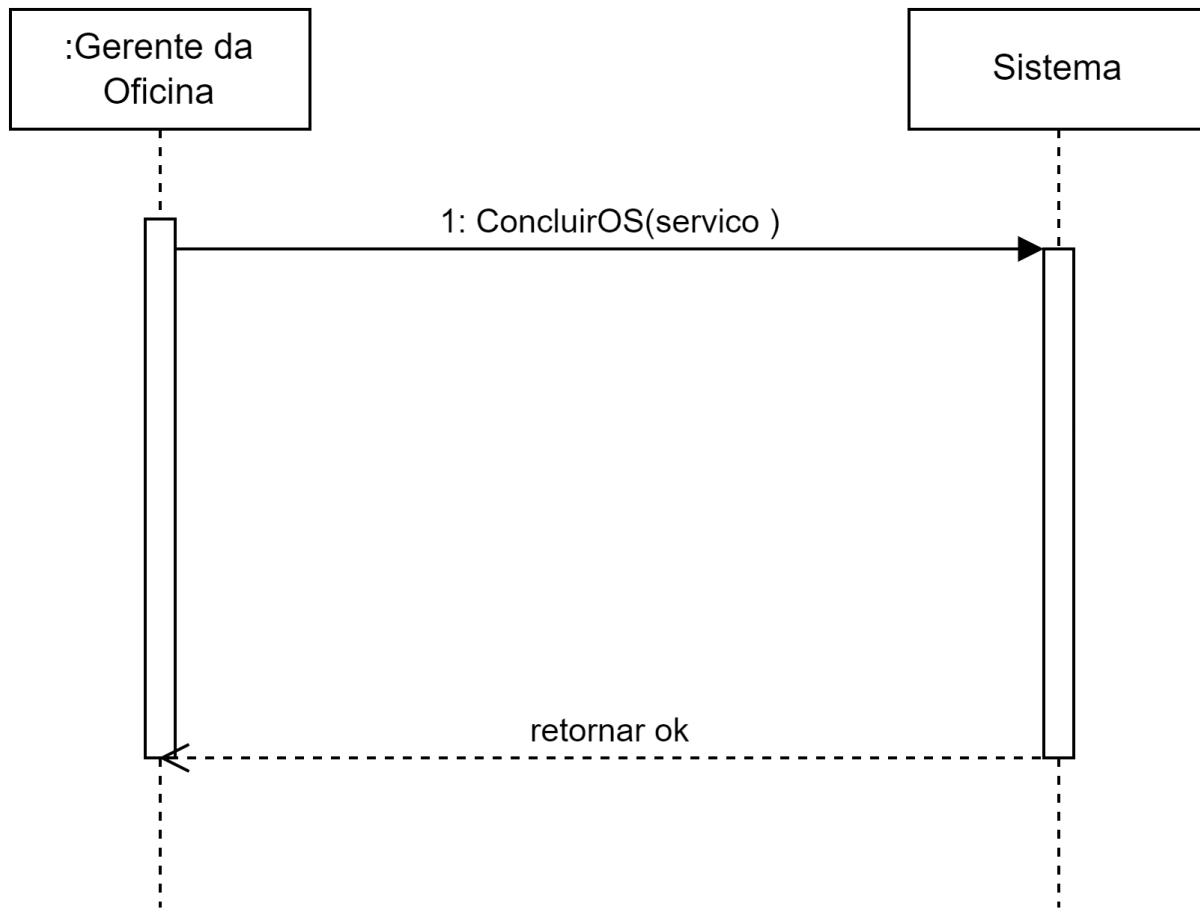 :Gerente da
Oficina
Sistema
1: ConcluirOS(servico )
retornar ok